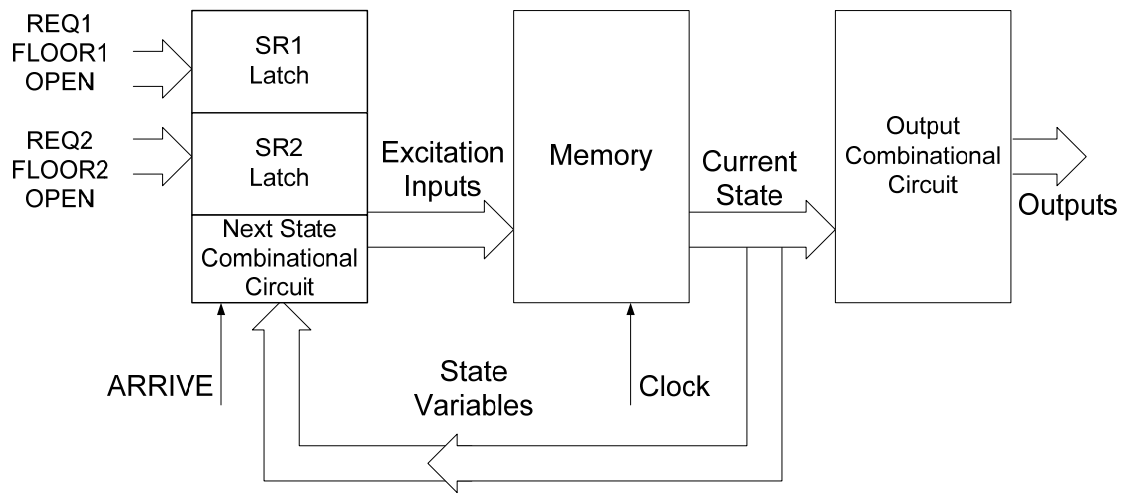 REQ1
FLOOR1
OPEN
SR1
Latch
REQ2
FLOOR2
OPEN
SR2
Latch
Next State
Combinational
Circuit
Excitation
Inputs
Memory
Current
State
Output
Combinational
Circuit
Outputs
ARRIVE
State
Variables
Clock